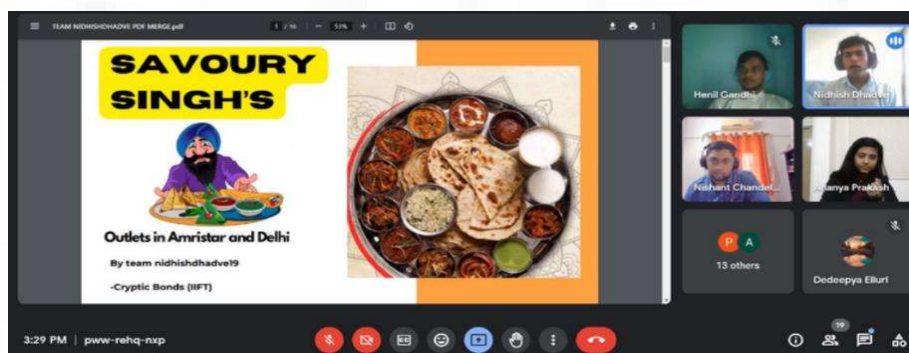 TEAM NIDHISHDHADVE PDF MERGE.pdf
1 / 16
53%
SAVOURY
SINGH'S
Outlets in Amristar and Delhi
By team nidhishdhadve19
-Cryptic Bonds (IIFT)
Henil Gandhi
Nidhish Dhadve
Nishant Chandel...
Ananya Prakash
P A
13 others
Dedeepya Elluri
3:29 PM | pww-rehq-nxp
CC
19